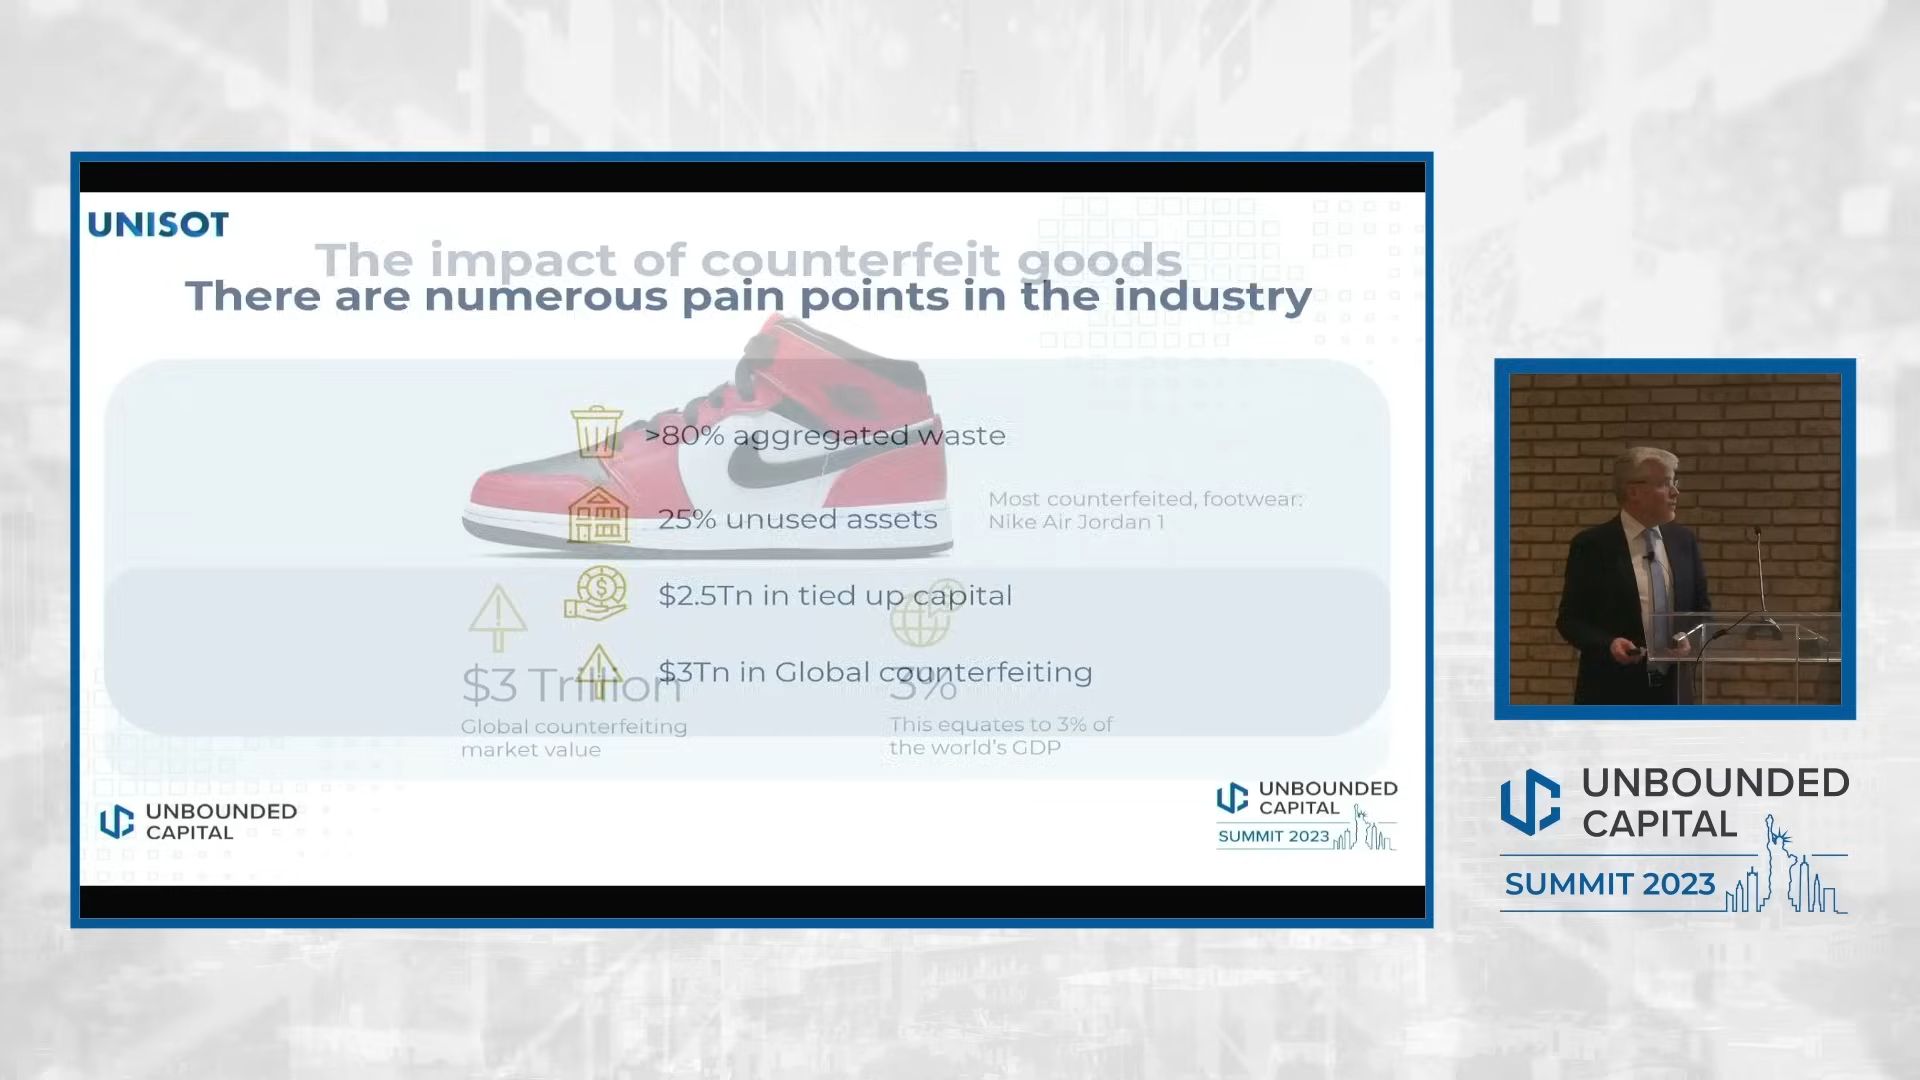 UNISOT
The impact of counterfeit goods
There are numerous pain points in the industry
>80% aggregated waste
25% unused assets
Most counterfeited, footwear:
Nike Air Jordan 1
$2.5Tn in tied up capital
$3Tn in Global counterfeiting
$3 Trillion
Global counterfeiting
market value
3%
This equates to 3% of
the world's GDP
UNBOUNDED
CAPITAL
UNBOUNDED
CAPITAL
SUMMIT 2023
UNBOUNDED
CAPITAL
SUMMIT 2023